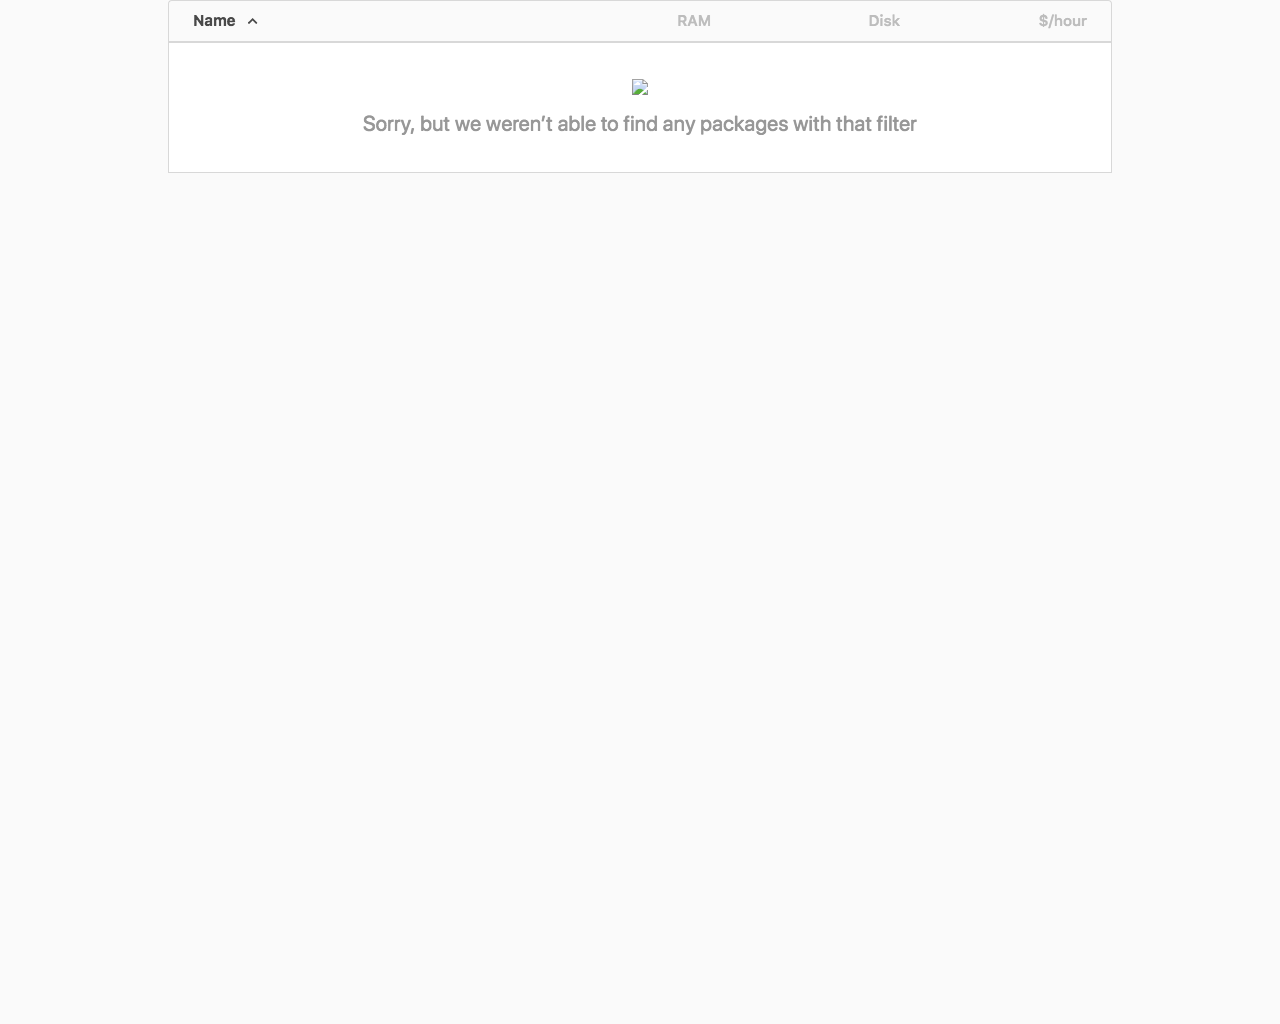 Name RAM Disk $/hour
Sorry, but we weren’t able to find any packages with that filter